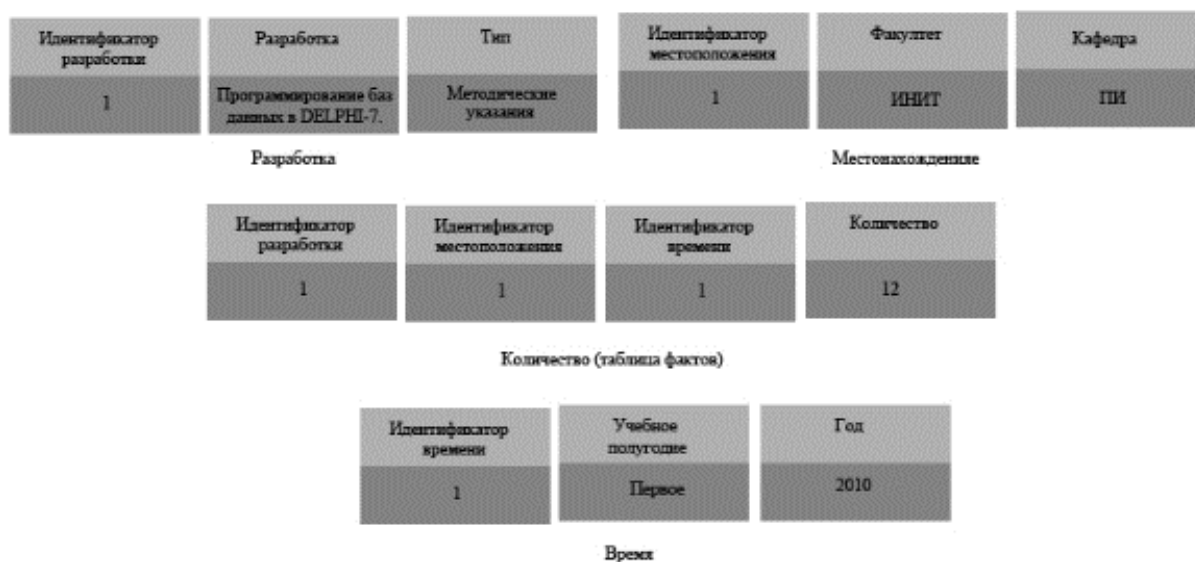 Идентификатор
разработки
Разработка
Тип
1
Программирование баз
данных в DELPHI-7.
Методические
указания
Разработка
Идентификатор
местоположения
Факултет
Кафедра
1
ИНИТ
ПИ
Местонахожденияе
Идентификатор
разработки
Идентификатор
местоположения
Идентификатор
времени
Количество
1
1
1
12
Количество (таблица фактов)
Идентификатор
времени
Учебное
полугодие
Год
1
Первое
2010
Время